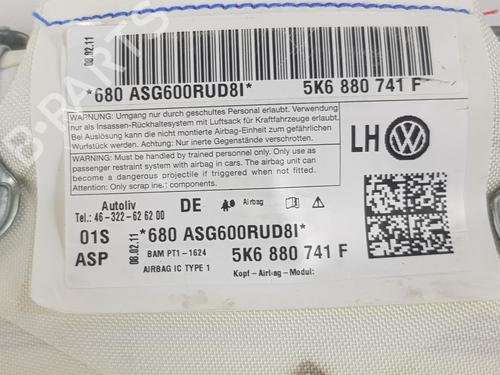 08.02.11
*680 ASG600RUD8I* 5K6 880 741 F
WARNUNG: Umgang nur durch geschultes Personal erlaubt. Verwendung
nur als Insassen-Rückhaltesystem mit Luftsack für Kraftfahrzeuge erlaubt.
Bei Auslösung kann die nicht montierte Airbag-Einheit zum gefährlichen
Wurfstück werden. Achtung: Nur inerte Gegenstände verschrotten.
WARNING: Must be handled by trained personnel only. May be used as
passenger restraint system with airbag in cars. The airbag unit can
become a dangerous projectile if triggered when not fitted.
Attention: Only scrap inert components.
LH
Autoliv
Tel.: 46-322-62 62 00
DE
Airbag
01S
ASP
08.02.11
*680 ASG600RUD8I*
BAM PT1-1624
AIRBAG IC TYPE 1
5K6 880 741 F
Kopf-Airbag-Modul:
B-PARTS